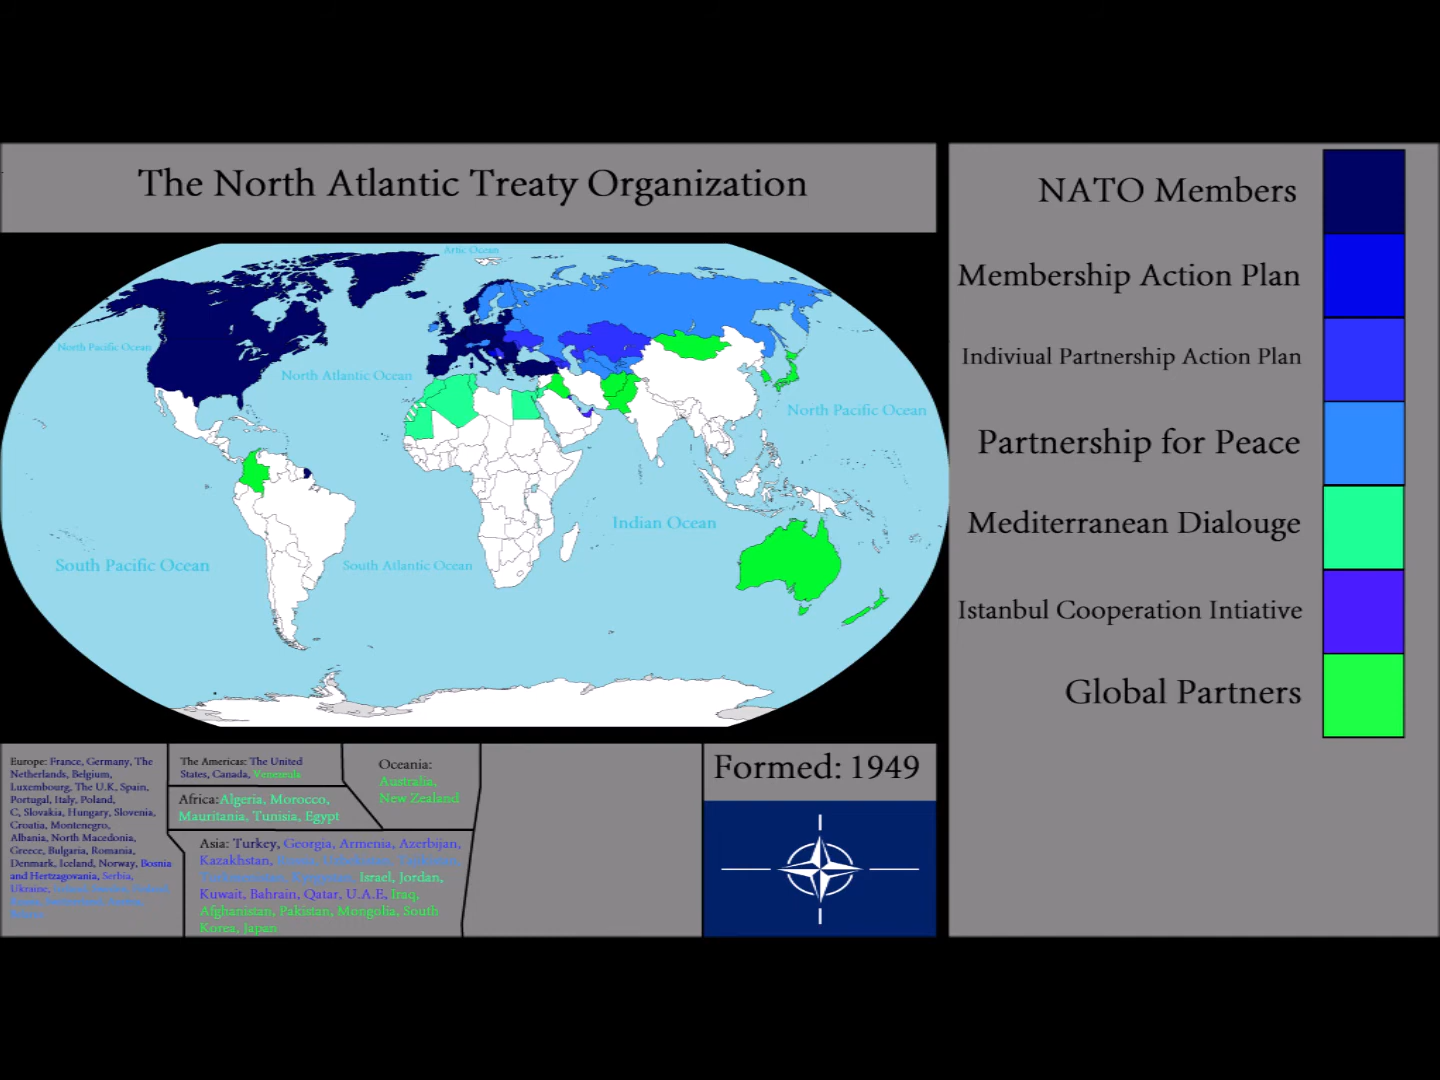 The North Atlantic Treaty Organization
Artic Ocean
North Pacific Ocean
North Atlantic Ocean
North Pacific Ocean
Indian Ocean
South Pacific Ocean
South Atlantic Ocean
NATO Members
Membership Action Plan
Indiviual Partnership Action Plan
Partnership for Peace
Mediterranean Dialouge
Istanbul Cooperation Intiative
Global Partners
Europe: France, Germany, The
Netherlands, Belgium,
Luxembourg, The U.K, Spain,
Portugal, Italy, Poland,
C, Slovakia, Hungary, Slovenia,
Croatia, Montenegro,
Albania, North Macedonia,
Greece, Bulgaria, Romania,
Denmark, Iceland, Norway, Bosnia
and Hertzagovania, Serbia,
Ukraine,
The Americas: The United
States, Canada,
Africa: Algeria, Morocco,
Mauritania, Tunisia, Egypt
Oceania:
Australia,
New Zealand
Asia: Turkey, Georgia, Armenia, Azerbijan,
Kazakhstan,
Israel, Jordan,
Kuwait, Bahrain, Qatar, U.A.E, Iraq,
Afghanistan, Pakistan, Mongolia, South
Korea, Japan
Formed: 1949